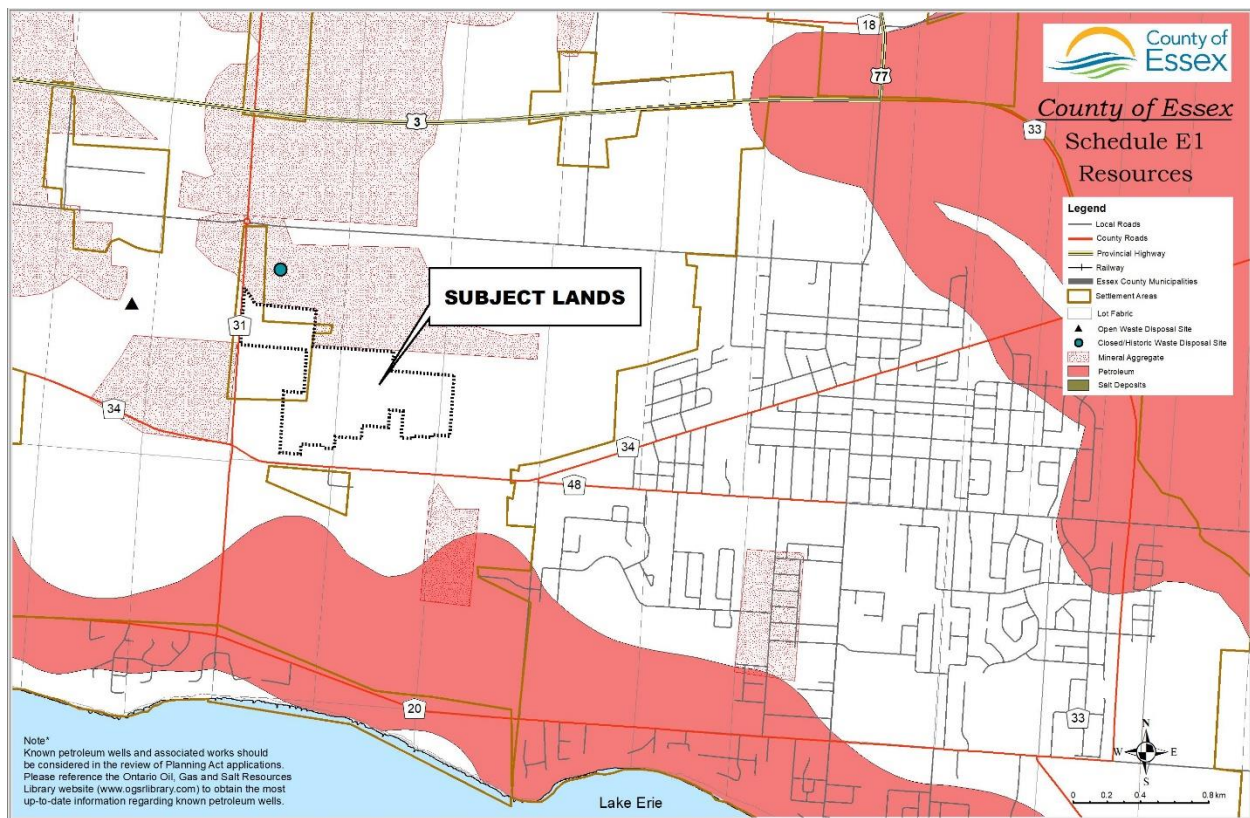 18
County of
Essex
77
3
County of Essex
Schedule E1
Resources
33
Legend
Local Roads
County Roads
Provincial Highway
Railway
Essex County Municipalities
Settlement Areas
Lot Fabric
Open Waste Disposal Site
Closed/Historic Waste Disposal Site
Mineral Aggregate
Petroleum
Salt Deposits
SUBJECT LANDS
31
34
34
48
20
33
N
W E
S
0 0.2 0.4 0.8 km
Note*
Known petroleum wells and associated works should
be considered in the review of Planning Act applications.
Please reference the Ontario Oil, Gas and Salt Resources
Library website (www.ogsrlibrary.com) to obtain the most
up-to-date information regarding known petroleum wells.
Lake Erie